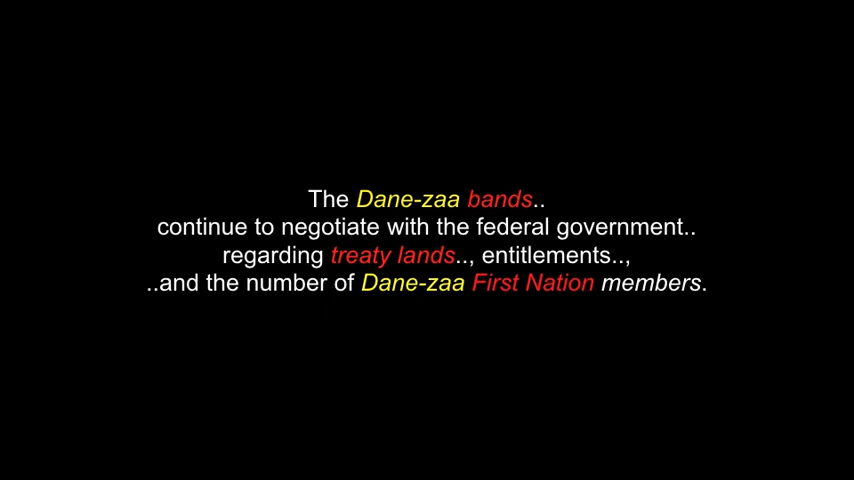 The Dane-zaa bands..
continue to negotiate with the federal government..
regarding treaty lands.., entitlements..,
..and the number of Dane-zaa First Nation members.